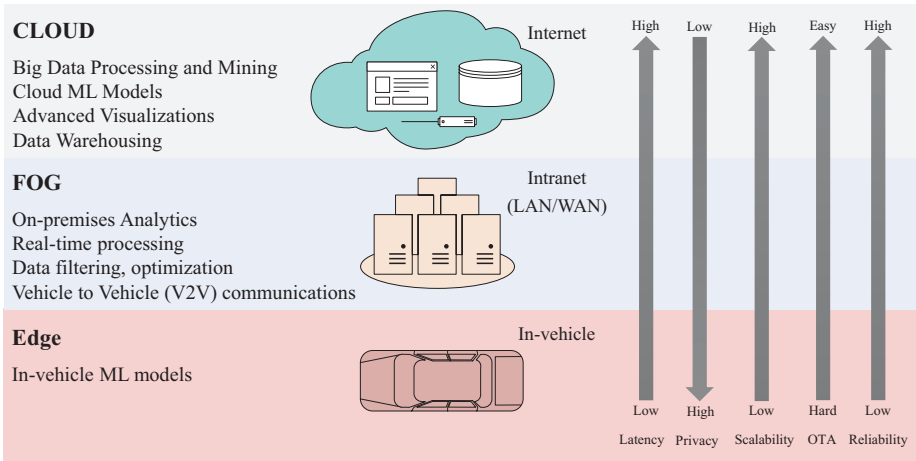 CLOUD
Big Data Processing and Mining
Cloud ML Models
Advanced Visualizations
Data Warehousing
Internet
FOG
On-premises Analytics
Real-time processing
Data filtering, optimization
Vehicle to Vehicle (V2V) communications
Intranet
(LAN/WAN)
Edge
In-vehicle ML models
In-vehicle
High Low High Easy High
Low High Low Hard Low
Latency Privacy Scalability OTA Reliability